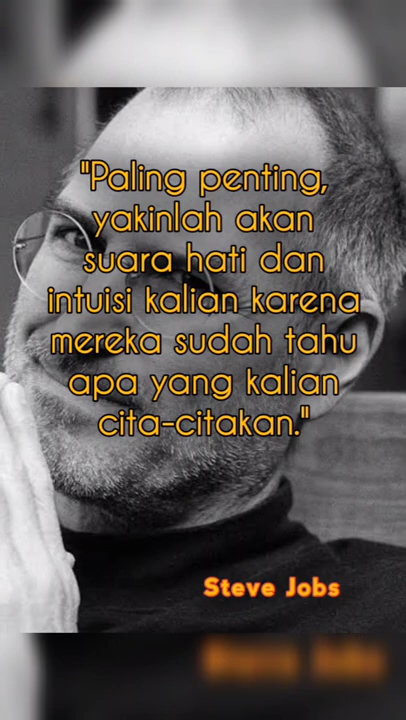 "Paling penting,
yakinlah akan
suara hati dan
intuisi kalian karena
mereka sudah tahu
apa yang kalian
cita-citakan."
Steve Jobs